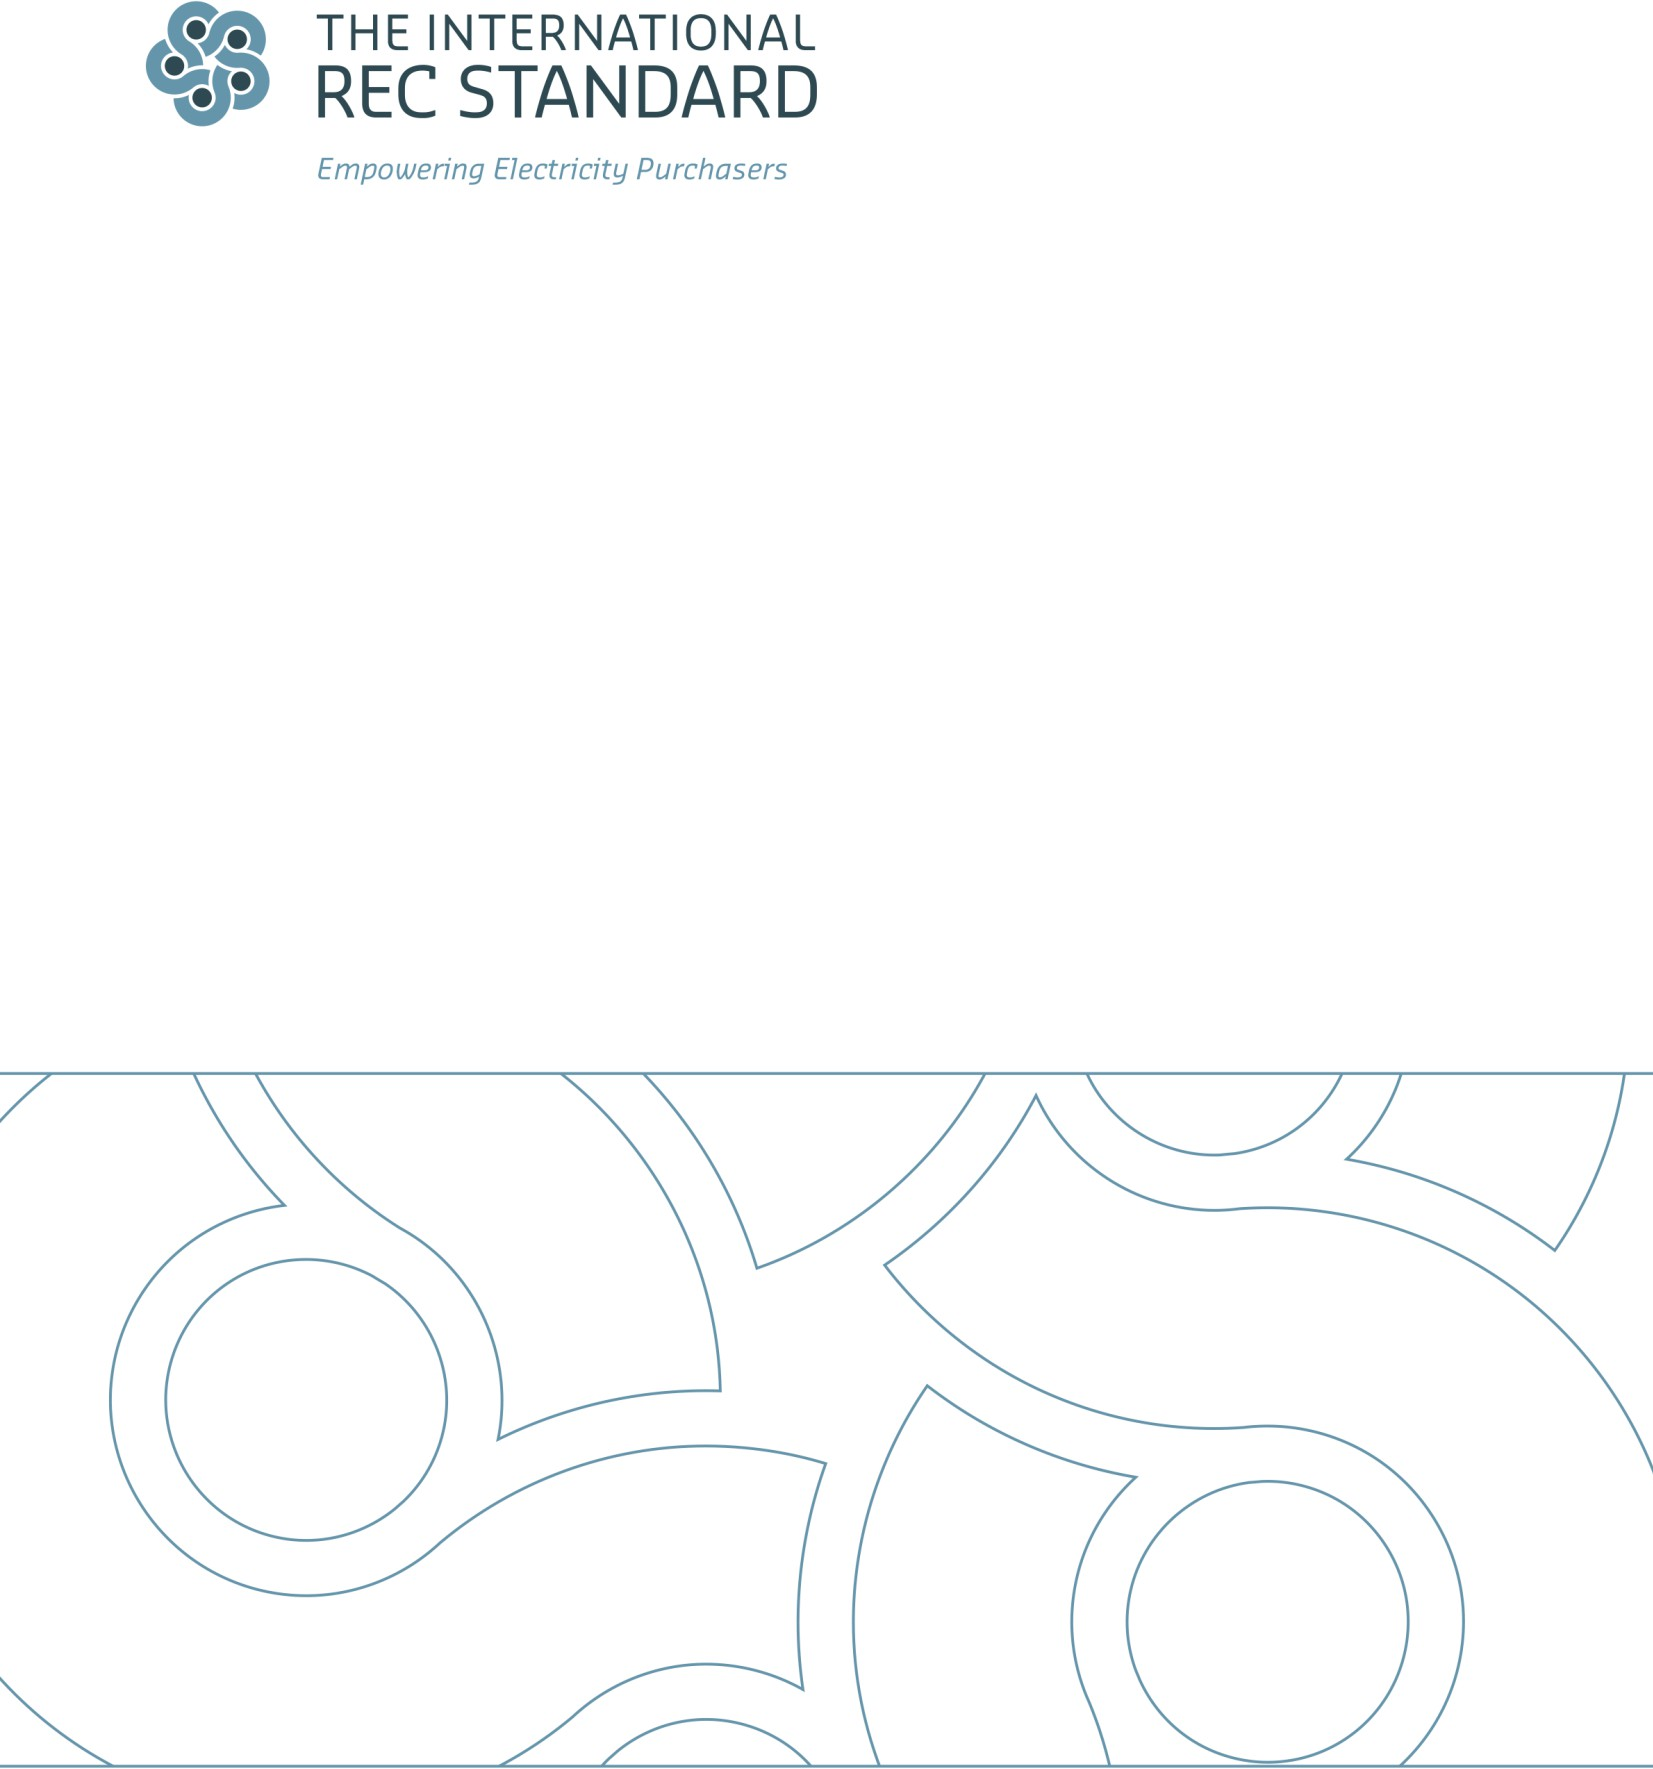 THE INTERNATIONAL
REC STANDARD
Empowering Electricity Purchasers